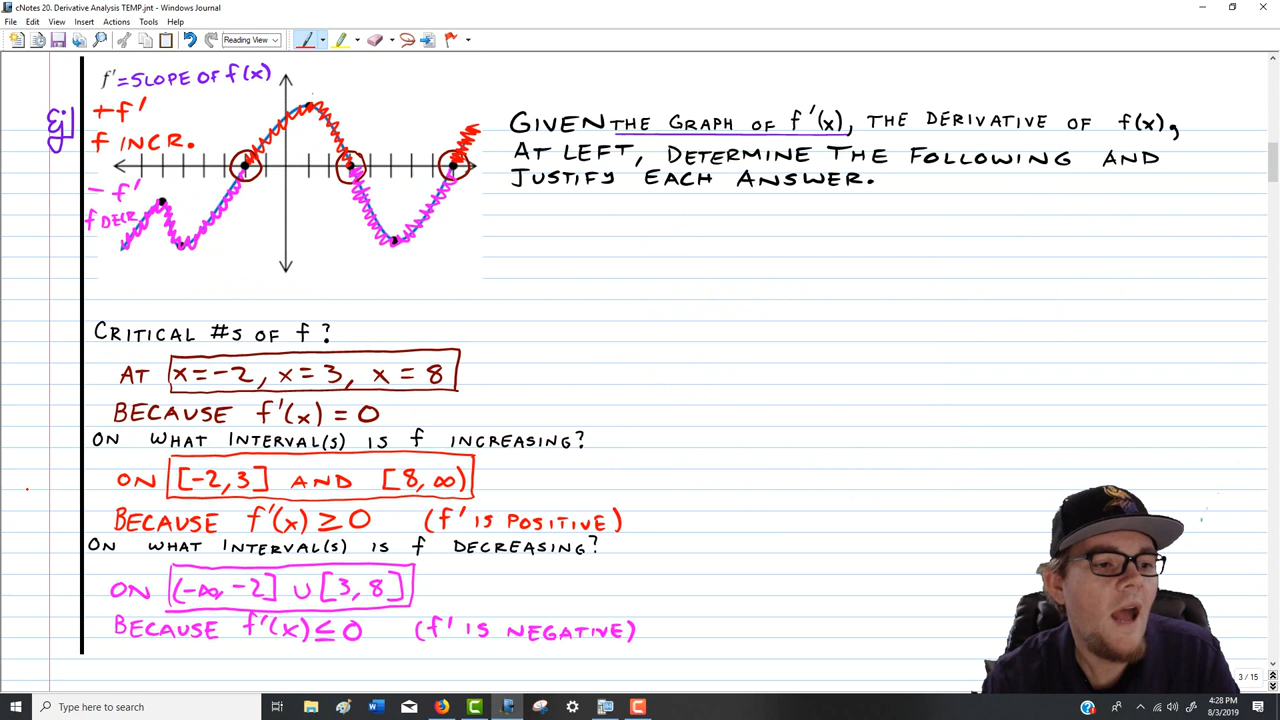 cNotes 20. Derivative Analysis TEMP.jnt - Windows Journal
File Edit View Insert Actions Tools Help
Reading View
f' = SLOPE OF f(x)
Ej
+f'
f INCR.
- f'
f DECR.
GIVEN THE GRAPH OF f'(x), THE DERIVATIVE OF f(x),
AT LEFT, DETERMINE THE FOLLOWING AND
JUSTIFY EACH ANSWER.
CRITICAL #S OF f?
AT x=-2, x=3, x=8
BECAUSE f'(x) = 0
ON WHAT INTERVAL(S) IS f INCREASING?
ON [-2,3] AND [8,∞)
BECAUSE f'(x) ≥ 0 (f' IS POSITIVE)
ON WHAT INTERVAL(S) IS f DECREASING?
ON (-∞,-2] ∪ [3,8]
BECAUSE f'(x) ≤ 0 (f' IS NEGATIVE)
3 / 15
Type here to search
4:28 PM
8/3/2019